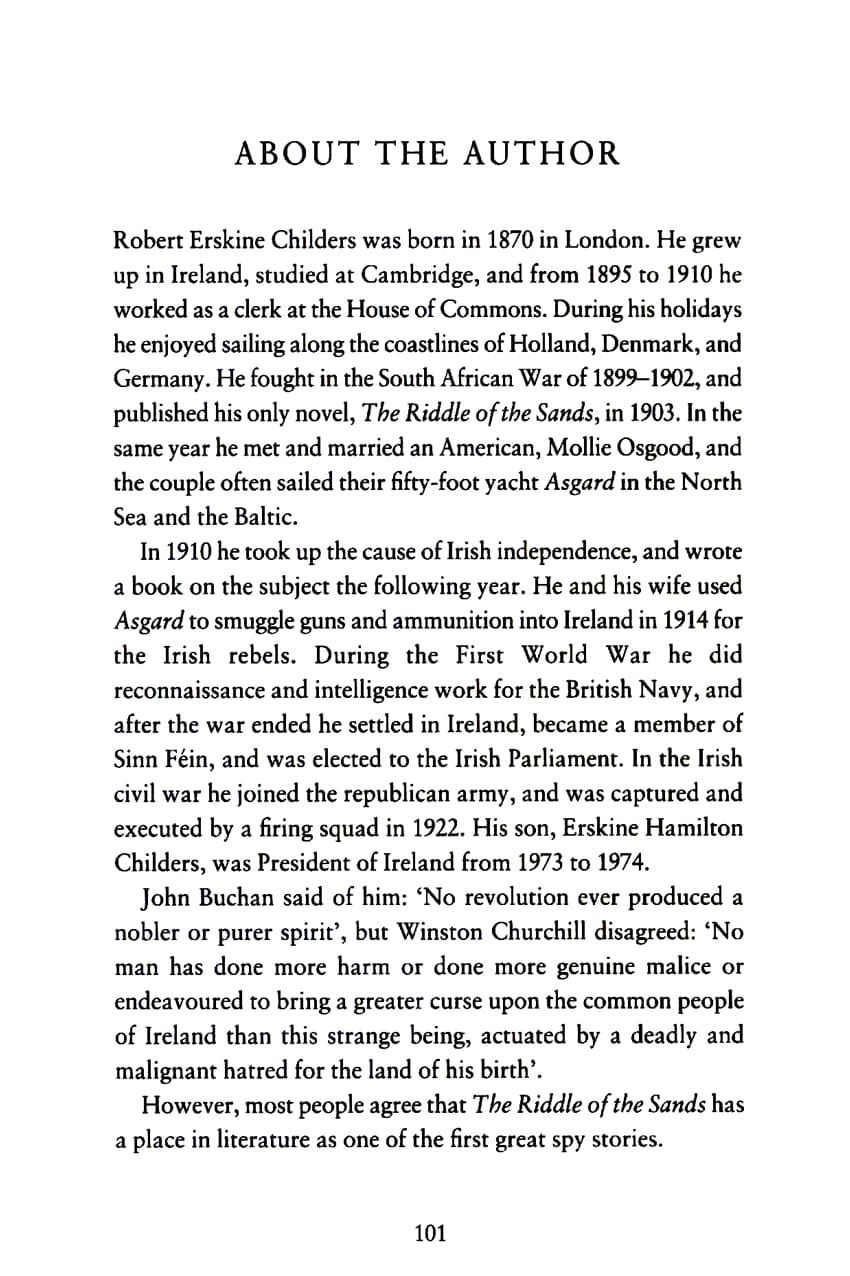 ABOUT THE AUTHOR
Robert Erskine Childers was born in 1870 in London. He grew
up in Ireland, studied at Cambridge, and from 1895 to 1910 he
worked as a clerk at the House of Commons. During his holidays
he enjoyed sailing along the coastlines of Holland, Denmark, and
Germany. He fought in the South African War of 1899–1902, and
published his only novel, The Riddle of the Sands, in 1903. In the
same year he met and married an American, Mollie Osgood, and
the couple often sailed their fifty-foot yacht Asgard in the North
Sea and the Baltic.
In 1910 he took up the cause of Irish independence, and wrote
a book on the subject the following year. He and his wife used
Asgard to smuggle guns and ammunition into Ireland in 1914 for
the Irish rebels. During the First World War he did
reconnaissance and intelligence work for the British Navy, and
after the war ended he settled in Ireland, became a member of
Sinn Féin, and was elected to the Irish Parliament. In the Irish
civil war he joined the republican army, and was captured and
executed by a firing squad in 1922. His son, Erskine Hamilton
Childers, was President of Ireland from 1973 to 1974.
John Buchan said of him: ‘No revolution ever produced a
nobler or purer spirit’, but Winston Churchill disagreed: ‘No
man has done more harm or done more genuine malice or
endeavoured to bring a greater curse upon the common people
of Ireland than this strange being, actuated by a deadly and
malignant hatred for the land of his birth’.
However, most people agree that The Riddle of the Sands has
a place in literature as one of the first great spy stories.
101